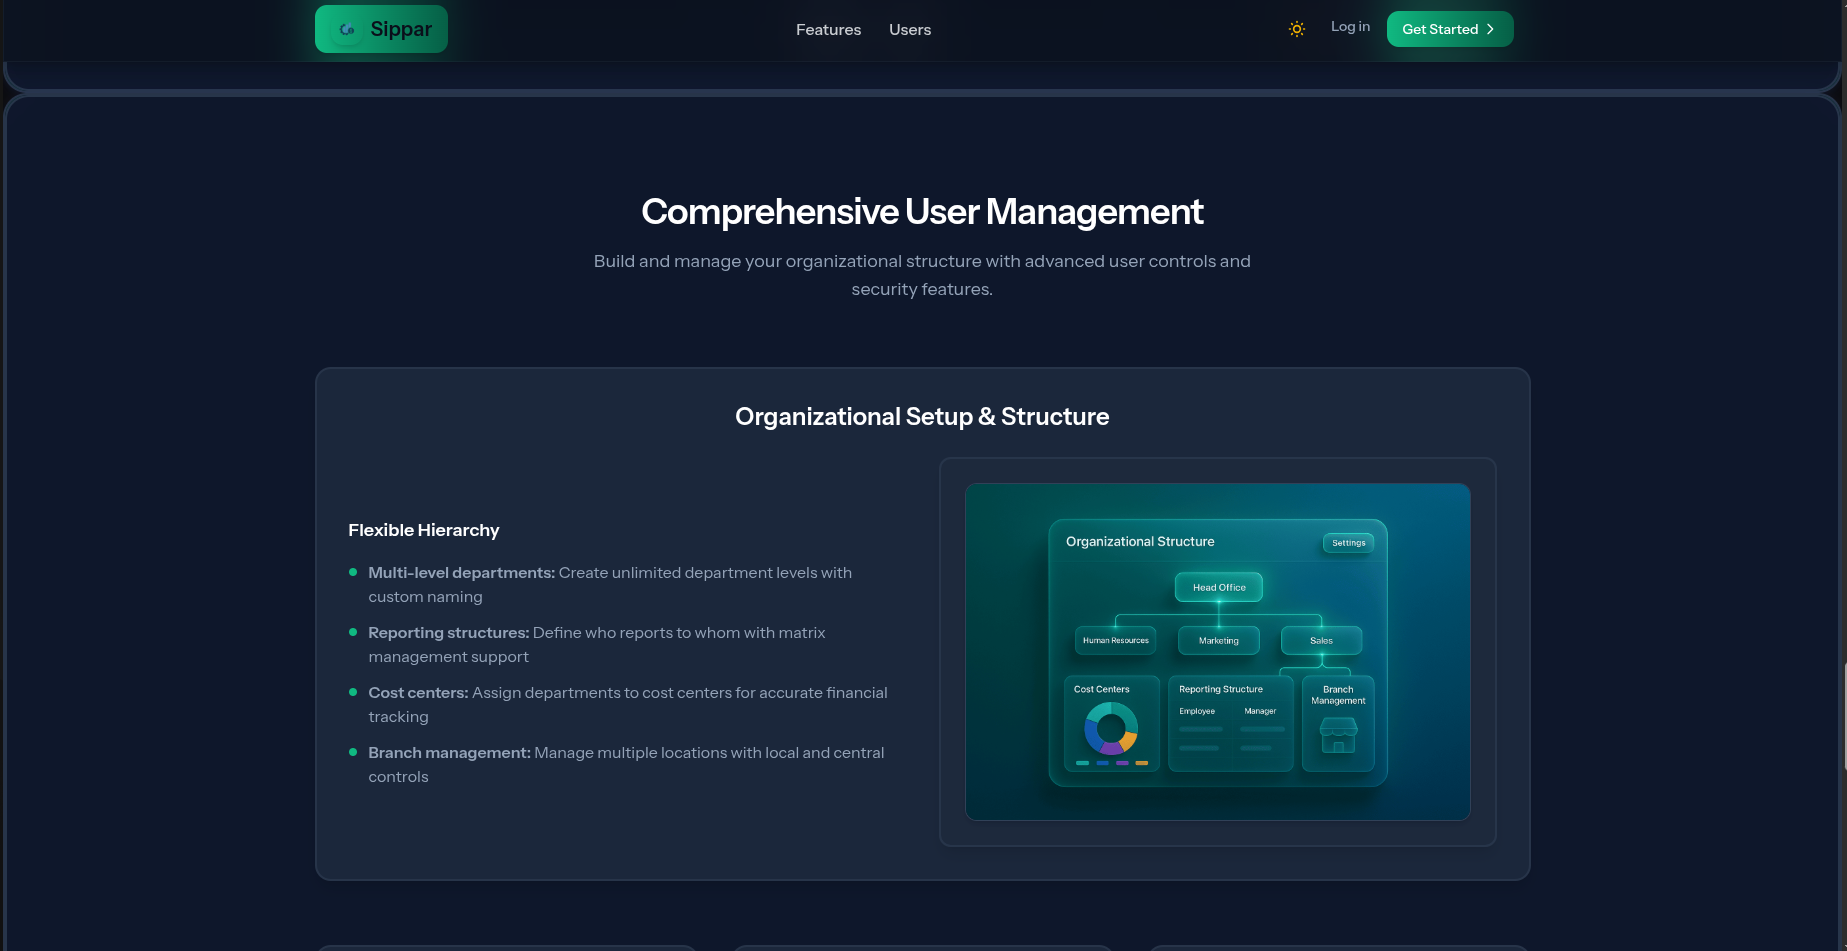 Sippar
Features
Users
Log in
Get Started
Comprehensive User Management
Build and manage your organizational structure with advanced user controls and
security features.
Organizational Setup & Structure
Flexible Hierarchy
Multi-level departments: Create unlimited department levels with
custom naming
Reporting structures: Define who reports to whom with matrix
management support
Cost centers: Assign departments to cost centers for accurate financial
tracking
Branch management: Manage multiple locations with local and central
controls
Organizational Structure
Settings
Head Office
Human Resources
Marketing
Sales
Cost Centers
Reporting Structure
Employee
Manager
Branch
Management